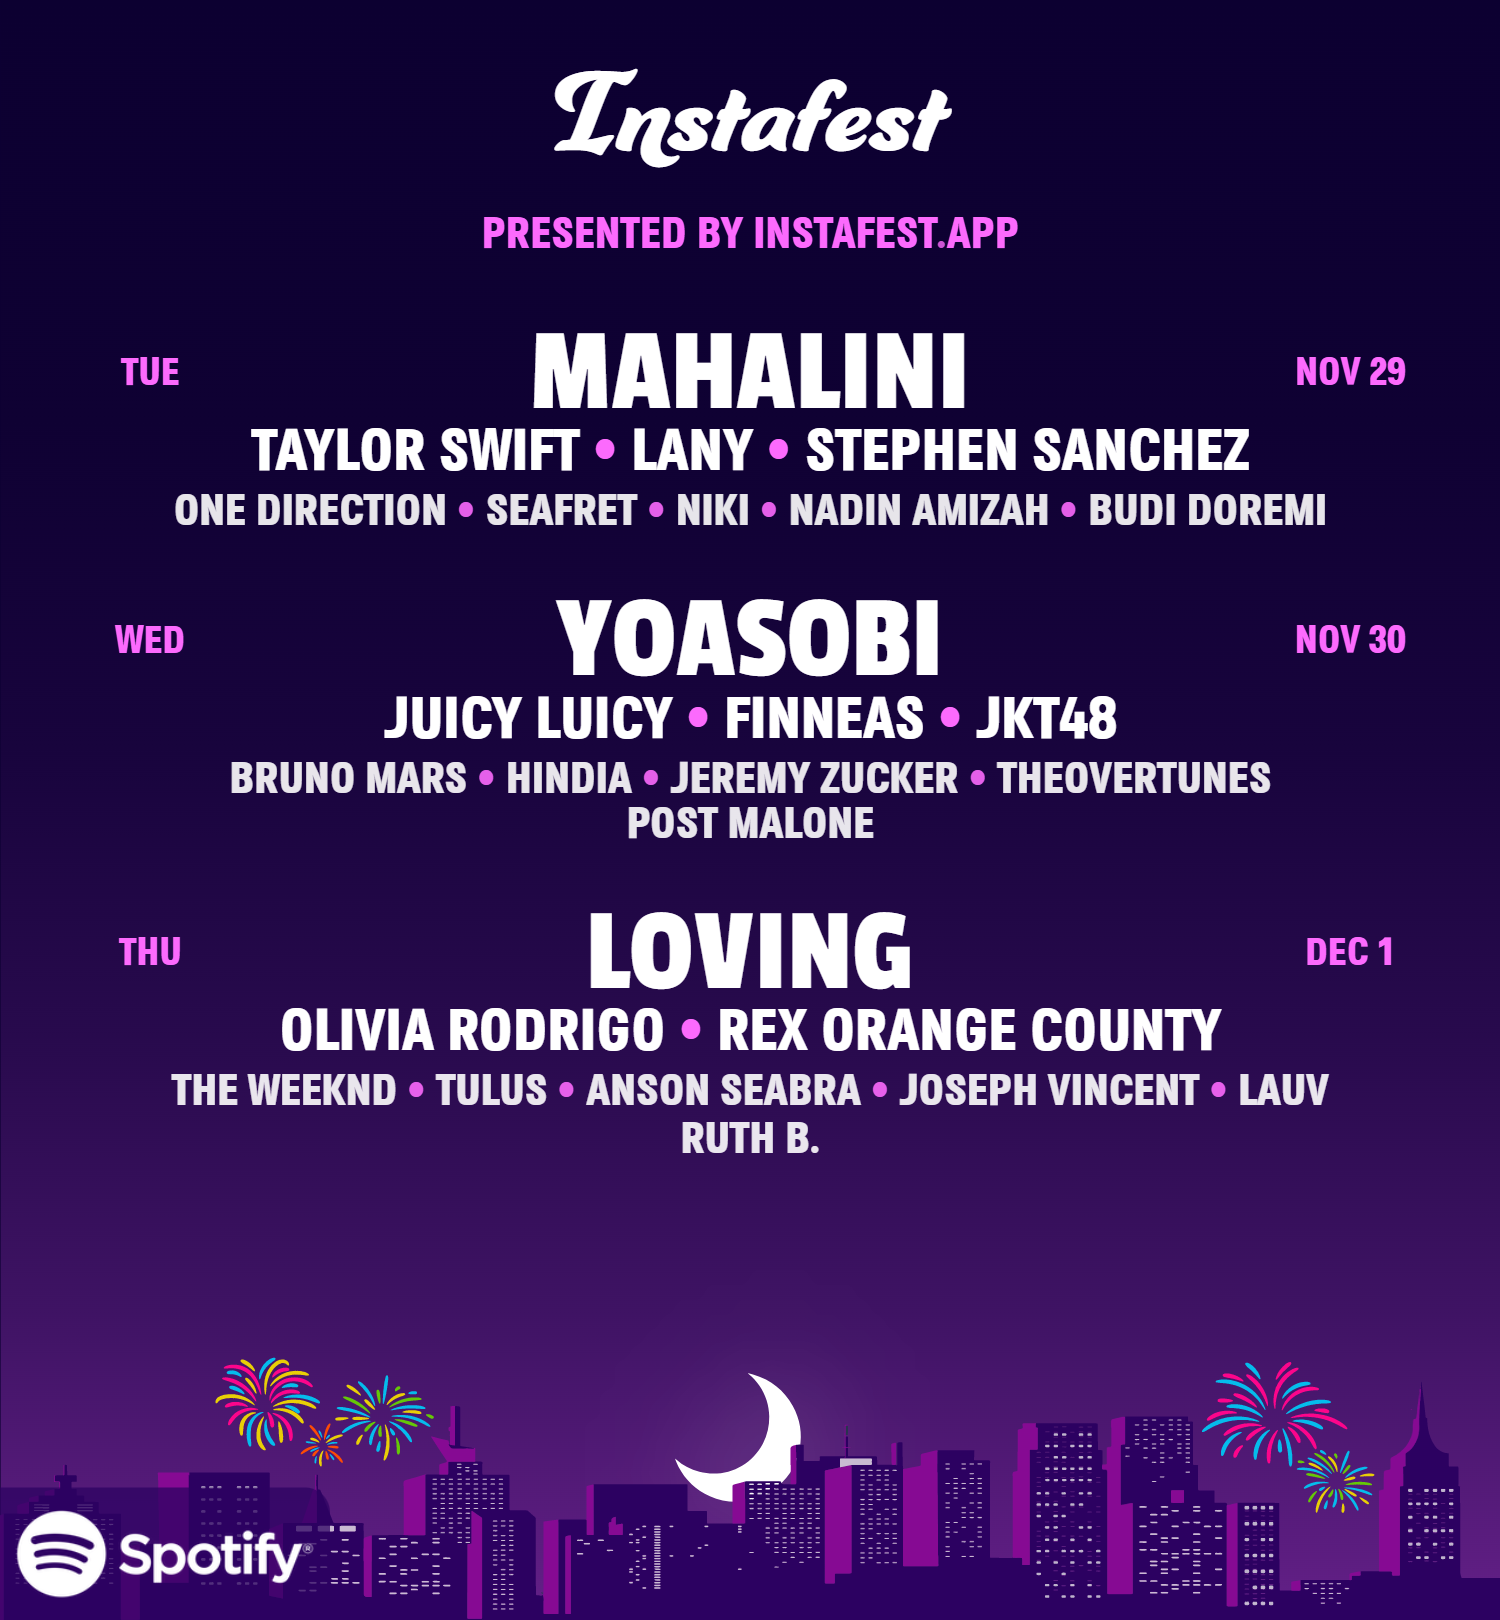 Instafest
PRESENTED BY INSTAFEST.APP
TUE
MAHALINI
NOV 29
TAYLOR SWIFT • LANY • STEPHEN SANCHEZ
ONE DIRECTION • SEAFRET • NIKI • NADIN AMIZAH • BUDI DOREMI
WED
YOASOBI
NOV 30
JUICY LUICY • FINNEAS • JKT48
BRUNO MARS • HINDIA • JEREMY ZUCKER • THEOVERTUNES
POST MALONE
THU
LOVING
DEC 1
OLIVIA RODRIGO • REX ORANGE COUNTY
THE WEEKND • TULUS • ANSON SEABRA • JOSEPH VINCENT • LAUV
RUTH B.
Spotify®